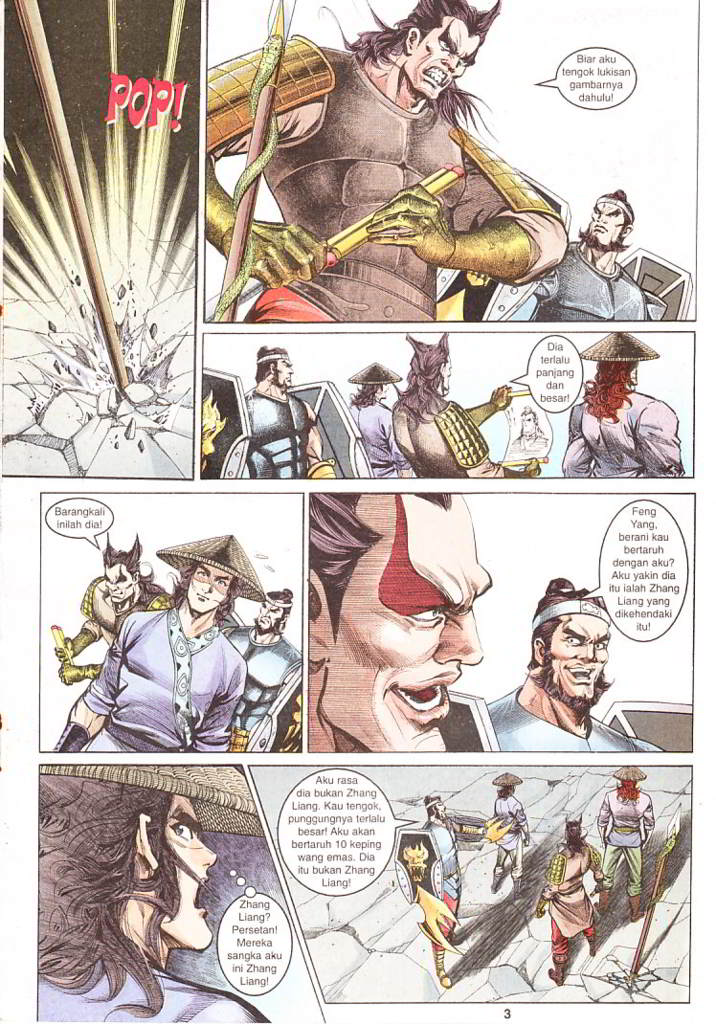 POP!
Biar aku
tengok lukisan
gambarnya
dahulu!
Dia
terlalu
panjang
dan
besar!
Barangkali
inilah dia!
Feng
Yang,
berani kau
bertaruh
dengan aku?
Aku yakin dia
itu ialah Zhang
Liang yang
dikehendaki
itu!
Zhang
Liang?
Persetan!
Mereka
sangka aku
ini Zhang
Liang!
Aku rasa
dia bukan Zhang
Liang. Kau tengok,
punggungnya terlalu
besar! Aku akan
bertaruh 10 keping
wang emas. Dia
itu bukan Zhang
Liang!
3